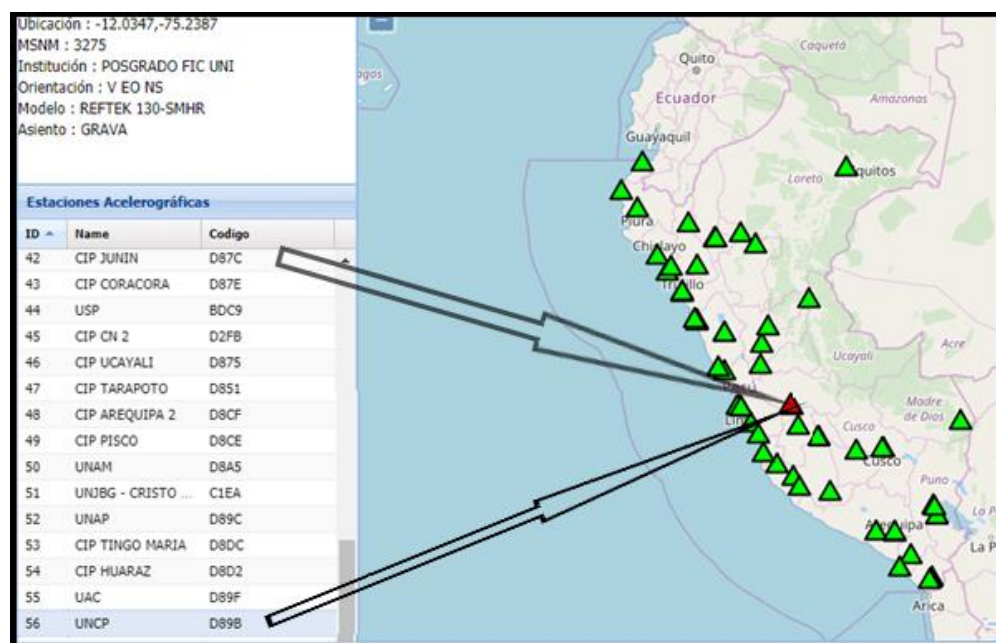 Ubicación : -12.0347,-75.2387
MSNM : 3275
Institución : POSGRADO FIC UNI
Orientación : V EO NS
Modelo : REFTEK 130-SMHR
Asiento : GRAVA
Estaciones Acelerográficas
ID Name Codigo
42 CIP JUNIN D87C
43 CIP CORACORA D87E
44 USP BDC9
45 CIP CN 2 D2FB
46 CIP UCAYALI D875
47 CIP TARAPOTO D851
48 CIP AREQUIPA 2 D8CF
49 CIP PISCO D8CE
50 UNAM D8A5
51 UNJBG - CRISTO ... C1EA
52 UNAP D89C
53 CIP TINGO MARIA D8DC
54 CIP HUARAZ D8D2
55 UAC D89F
56 UNCP D89B
Caquetá
Quito
Ecuador
Amazonas
Guayaquil
Loreto
Piura
Acre
Ucayali
Madre
de Dios
Cusco
Cusco
Puno
La P
Arica